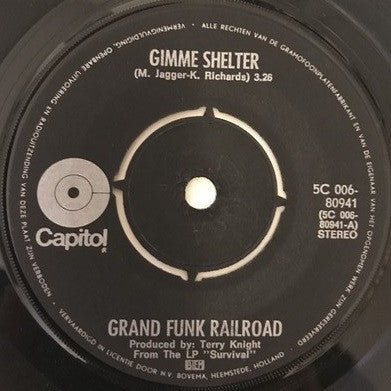 ALLE RECHTEN VAN DE GRAMOFOONPLATENFABRIKANT EN VAN DE EIGENAAR VAN HET OPGENOMEN WERK ZIJN GERESERVEERD.
VERMENIGVULDIGING, OPENBARE UITVOERING EN RADIOUITZENDING VAN DEZE PLAAT ZIJN VERBODEN
GIMME SHELTER
(M. Jagger-K. Richards) 3.26
5C 006-
80941
(5C 006-
80941-A)
STEREO
Capitol
®
GRAND FUNK RAILROAD
Produced by: Terry Knight
From The LP "Survival"
BIEM
VERVAARDIGD IN LICENTIE DOOR N.V. BOVEMA, HEEMSTEDE, HOLLAND